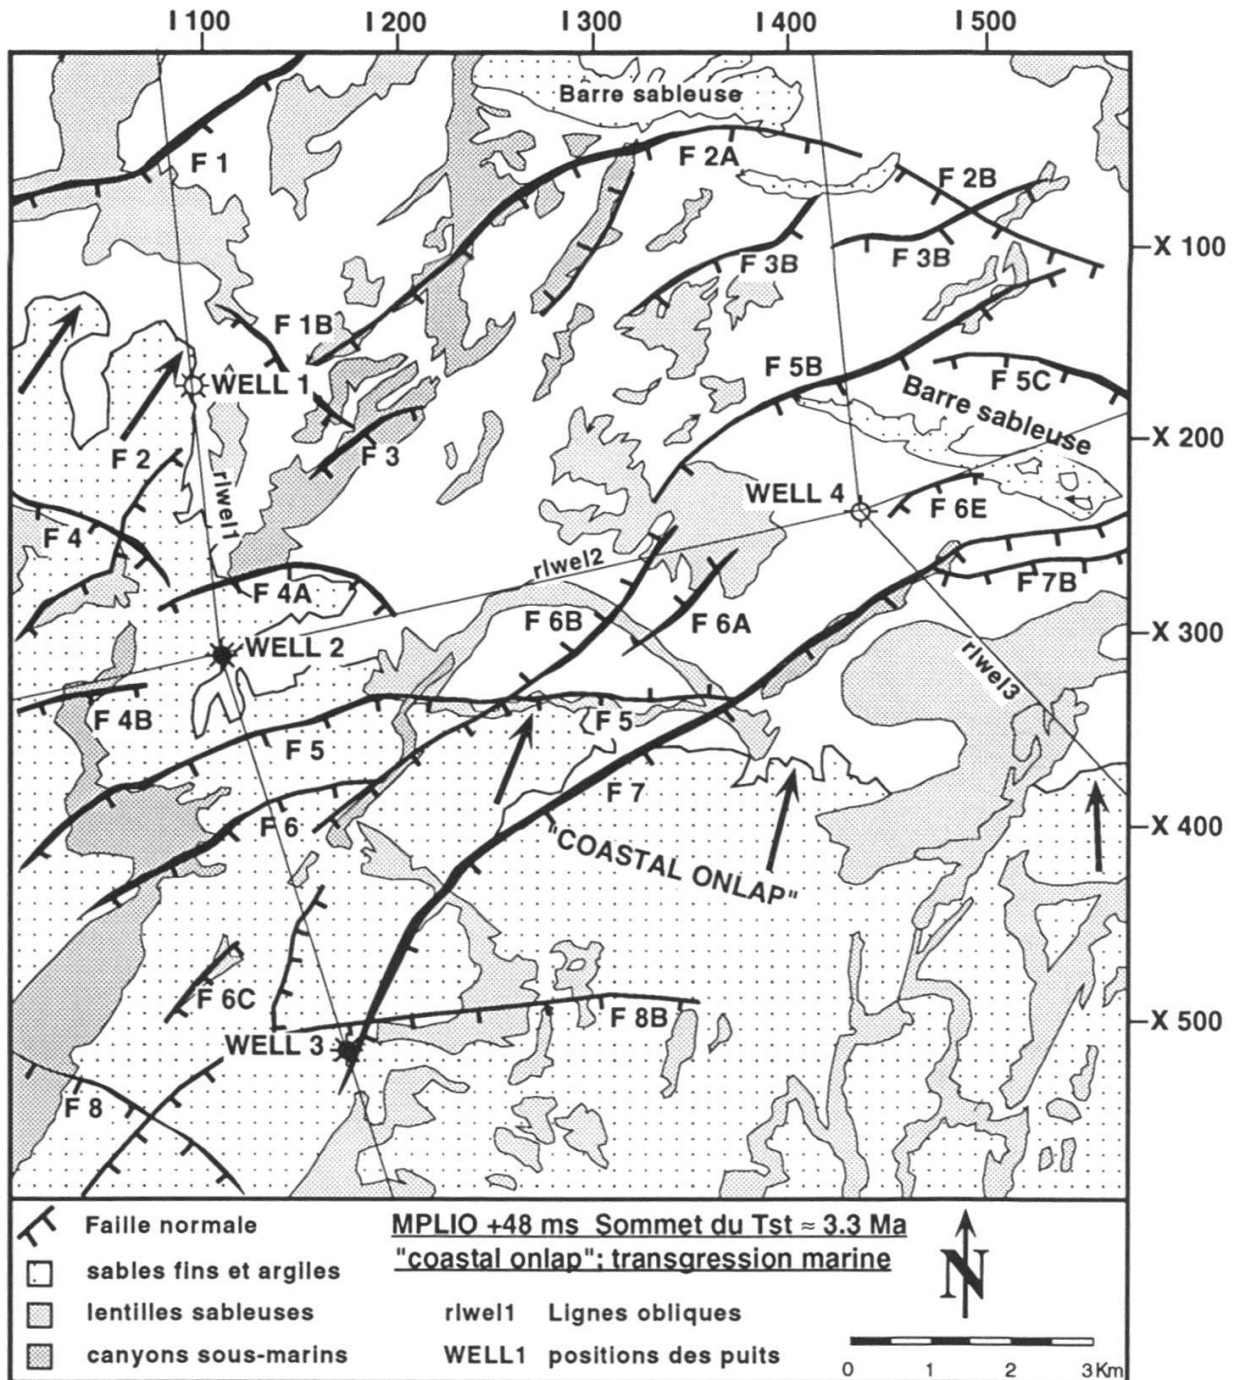 I 100 I 200 I 300 I 400 I 500
Barre sableuse
F 1
F 2A
F 2B
X 100
F 3B
F 3B
F 1B
F 5B
F 5C
WELL 1
Barre sableuse
X 200
F 2
F 3
rlwel1
WELL 4
F 6E
F 4
rlwel2
F 4A
F 7B
F 6B
F 6A
X 300
WELL 2
rlwel3
F 4B
F 5
F 5
F 7
F 6
X 400
"COASTAL ONLAP"
F 6C
F 8B
X 500
WELL 3
F 8
Faille normale
sables fins et argiles
lentilles sableuses
canyons sous-marins
MPLIO +48 ms Sommet du Tst ≈ 3.3 Ma
"coastal onlap"; transgression marine
rlwel1 Lignes obliques
WELL1 positions des puits
N
0 1 2 3 Km